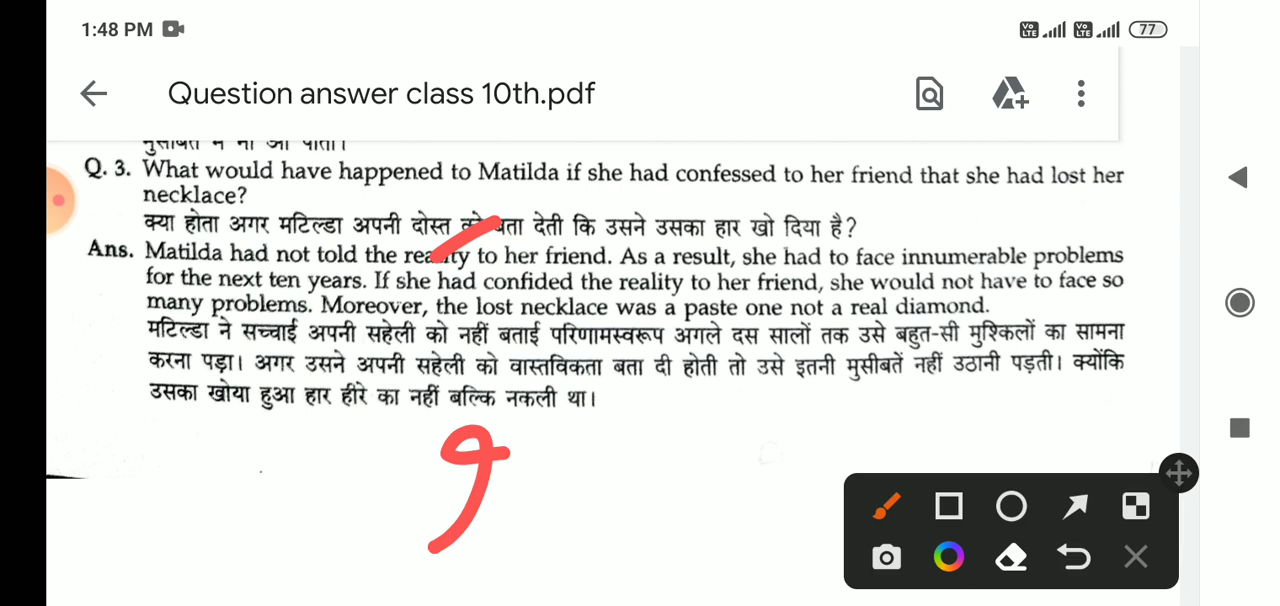 1:48 PM
Vo LTE Vo LTE 77
Question answer class 10th.pdf
Q. 3. What would have happened to Matilda if she had confessed to her friend that she had lost her
necklace?
क्या होता अगर मटिल्डा अपनी दोस्त को बता देती कि उसने उसका हार खो दिया है?
Ans. Matilda had not told the reality to her friend. As a result, she had to face innumerable problems
for the next ten years. If she had confided the reality to her friend, she would not have to face so
many problems. Moreover, the lost necklace was a paste one not a real diamond.
मटिल्डा ने सच्चाई अपनी सहेली को नहीं बताई परिणामस्वरूप अगले दस सालों तक उसे बहुत-सी मुश्किलों का सामना
करना पड़ा। अगर उसने अपनी सहेली को वास्तविकता बता दी होती तो उसे इतनी मुसीबतें नहीं उठानी पड़ती। क्योंकि
उसका खोया हुआ हार हीरे का नहीं बल्कि नकली था।